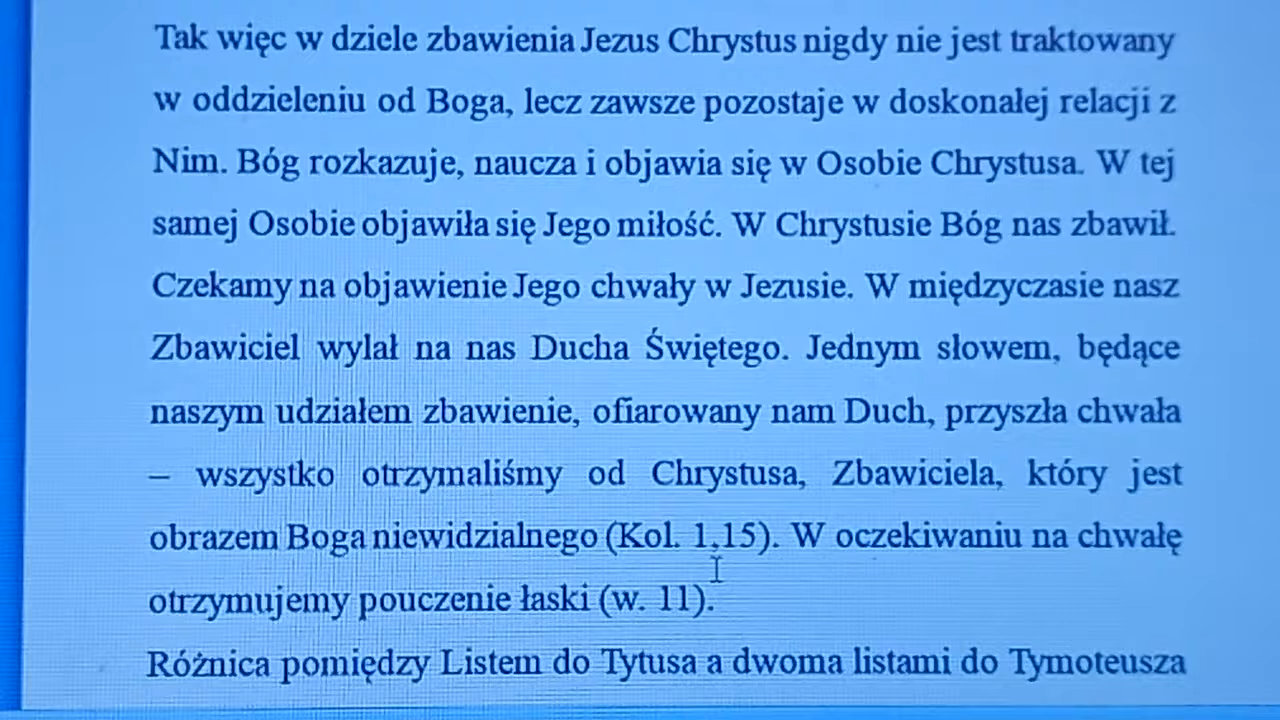 Tak więc w dziele zbawienia Jezus Chrystus nigdy nie jest traktowany
w oddzieleniu od Boga, lecz zawsze pozostaje w doskonałej relacji z
Nim. Bóg rozkazuje, naucza i objawia się w Osobie Chrystusa. W tej
samej Osobie objawiła się Jego miłość. W Chrystusie Bóg nas zbawił.
Czekamy na objawienie Jego chwały w Jezusie. W międzyczasie nasz
Zbawiciel wylał na nas Ducha Świętego. Jednym słowem, będące
naszym udziałem zbawienie, ofiarowany nam Duch, przyszła chwała
– wszystko otrzymaliśmy od Chrystusa, Zbawiciela, który jest
obrazem Boga niewidzialnego (Kol. 1,15). W oczekiwaniu na chwałę
otrzymujemy pouczenie łaski (w. 11).
Różnica pomiędzy Listem do Tytusa a dwoma listami do Tymoteusza